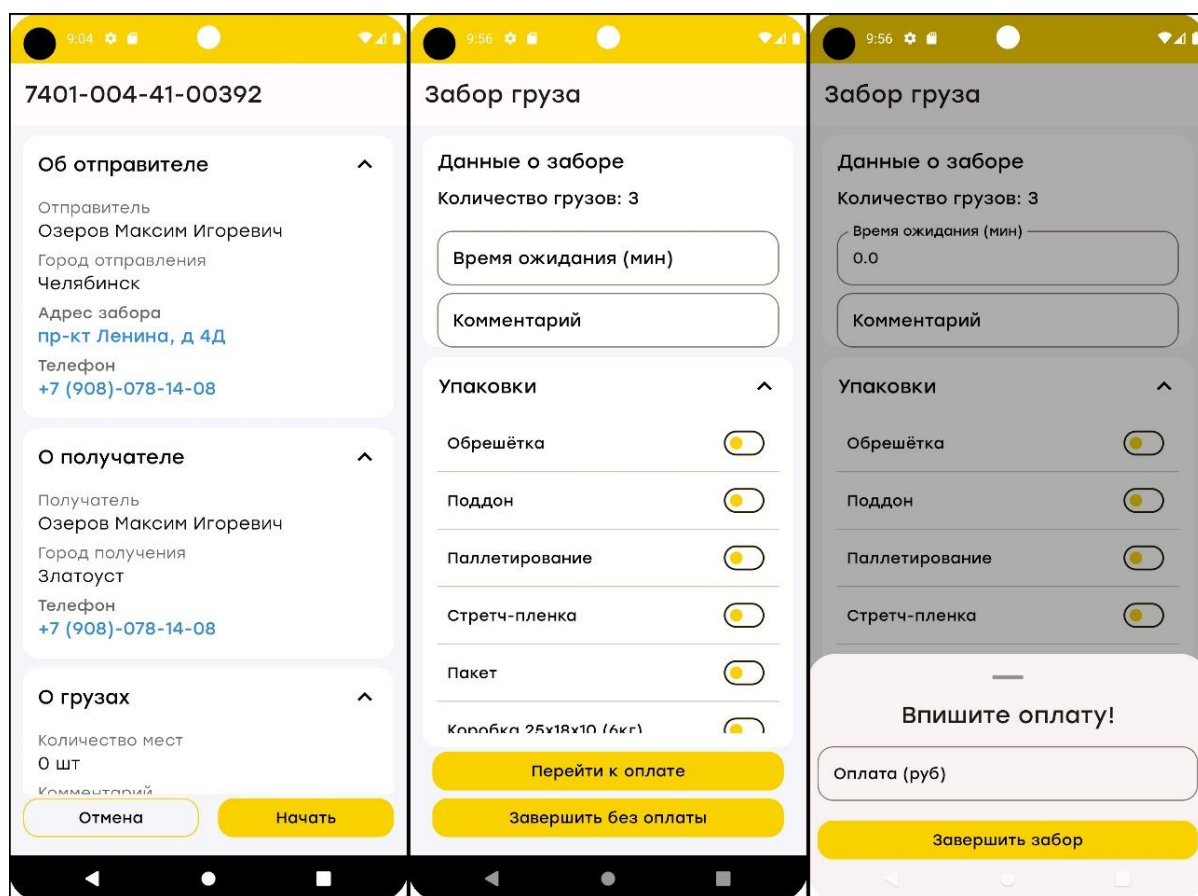 9:04
7401-004-41-00392
Об отправителе
Отправитель
Озеров Максим Игоревич
Город отправления
Челябинск
Адрес забора
пр-кт Ленина, д 4Д
Телефон
+7 (908)-078-14-08
О получателе
Получатель
Озеров Максим Игоревич
Город получения
Златоуст
Телефон
+7 (908)-078-14-08
О грузах
Количество мест
0 шт
Комментарий
Отмена
Начать
9:56
Забор груза
Данные о заборе
Количество грузов: 3
Время ожидания (мин)
Комментарий
Упаковки
Обрешётка
Поддон
Паллетирование
Стретч-пленка
Пакет
Коробка 25х18х10 (6кг)
Перейти к оплате
Завершить без оплаты
9:56
Забор груза
Данные о заборе
Количество грузов: 3
Время ожидания (мин)
0.0
Комментарий
Упаковки
Обрешётка
Поддон
Паллетирование
Стретч-пленка
Впишите оплату!
Оплата (руб)
Завершить забор